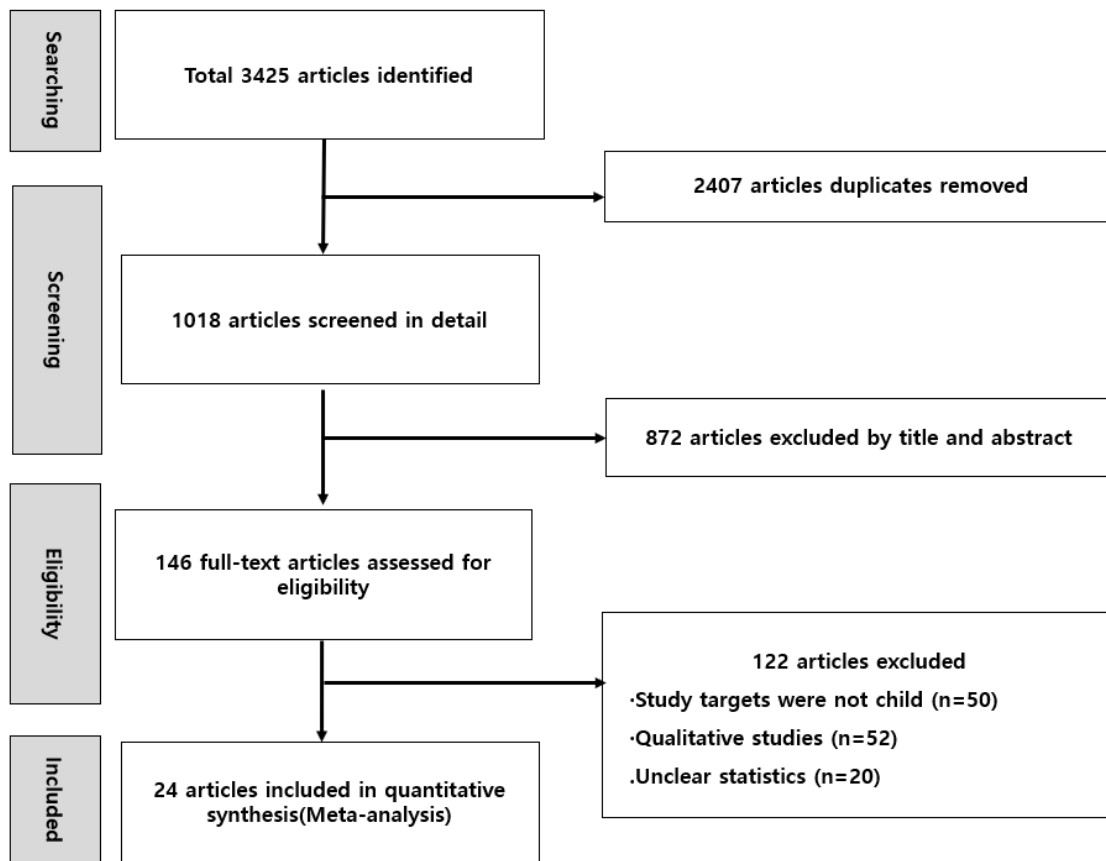 Searching
Total 3425 articles identified
2407 articles duplicates removed
Screening
1018 articles screened in detail
872 articles excluded by title and abstract
Eligibility
146 full-text articles assessed for
eligibility
122 articles excluded
·Study targets were not child (n=50)
·Qualitative studies (n=52)
.Unclear statistics (n=20)
Included
24 articles included in quantitative
synthesis(Meta-analysis)